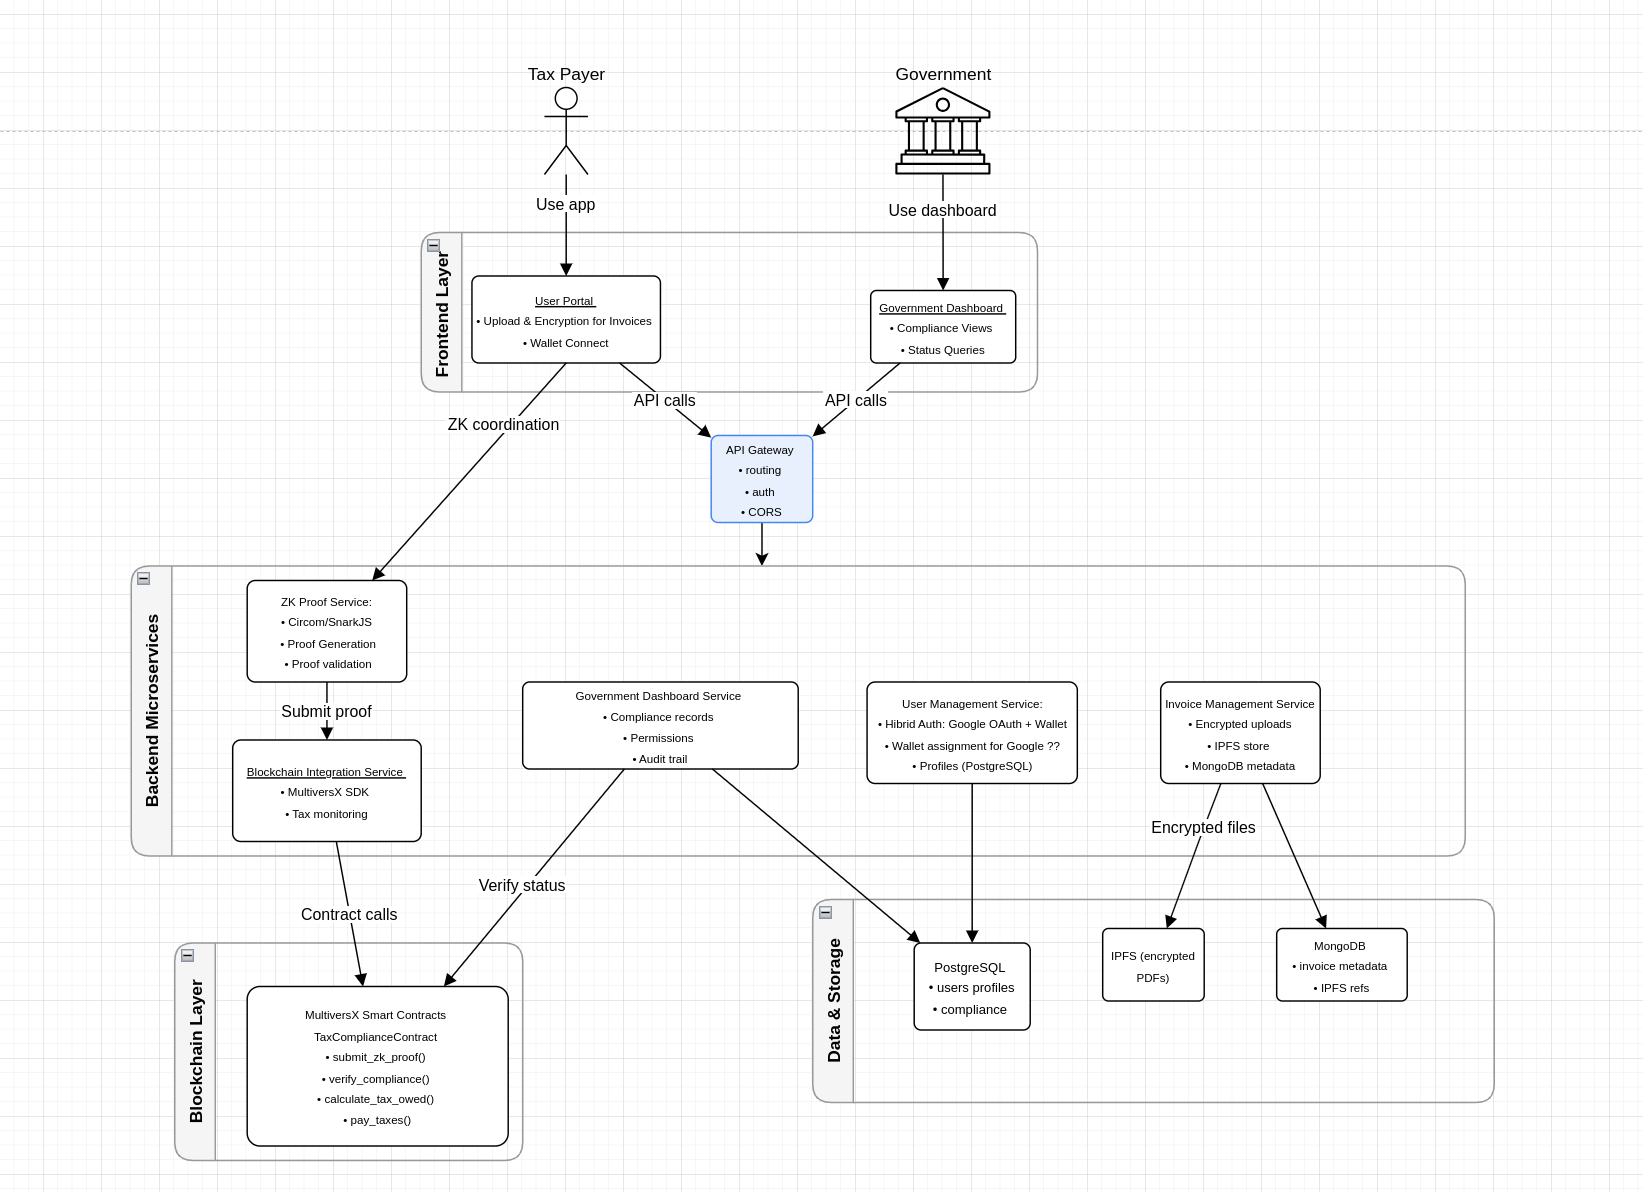 Tax Payer
Government
Use app
Use dashboard
Frontend Layer
User Portal
• Upload & Encryption for Invoices
• Wallet Connect
Government Dashboard
• Compliance Views
• Status Queries
API calls
API calls
ZK coordination
API Gateway
• routing
• auth
• CORS
Backend Microservices
ZK Proof Service:
• Circom/SnarkJS
• Proof Generation
• Proof validation
Submit proof
Blockchain Integration Service
• MultiversX SDK
• Tax monitoring
Government Dashboard Service
• Compliance records
• Permissions
• Audit trail
User Management Service:
• Hibrid Auth: Google OAuth + Wallet
• Wallet assignment for Google ??
• Profiles (PostgreSQL)
Invoice Management Service
• Encrypted uploads
• IPFS store
• MongoDB metadata
Encrypted files
Verify status
Contract calls
Blockchain Layer
MultiversX Smart Contracts
TaxComplianceContract
• submit_zk_proof()
• verify_compliance()
• calculate_tax_owed()
• pay_taxes()
Data & Storage
PostgreSQL
• users profiles
• compliance
IPFS (encrypted
PDFs)
MongoDB
• invoice metadata
• IPFS refs